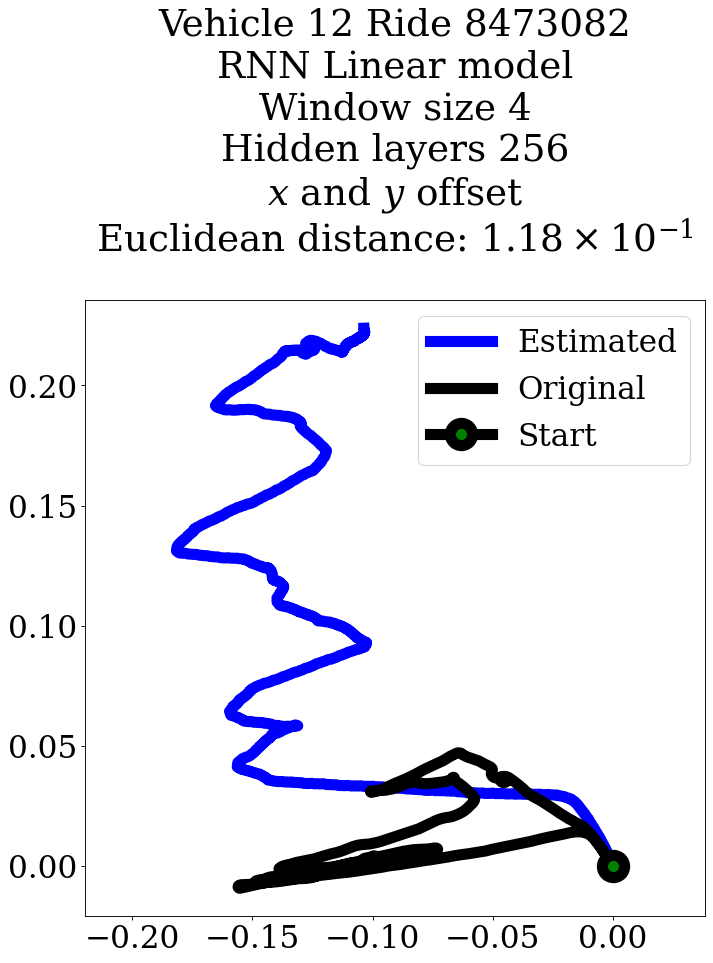 Vehicle 12 Ride 8473082
RNN Linear model
Window size 4
Hidden layers 256
x and y offset
Euclidean distance: 1.18 × 10⁻¹
Estimated
Original
Start
0.20
0.15
0.10
0.05
0.00
−0.20 −0.15 −0.10 −0.05 0.00